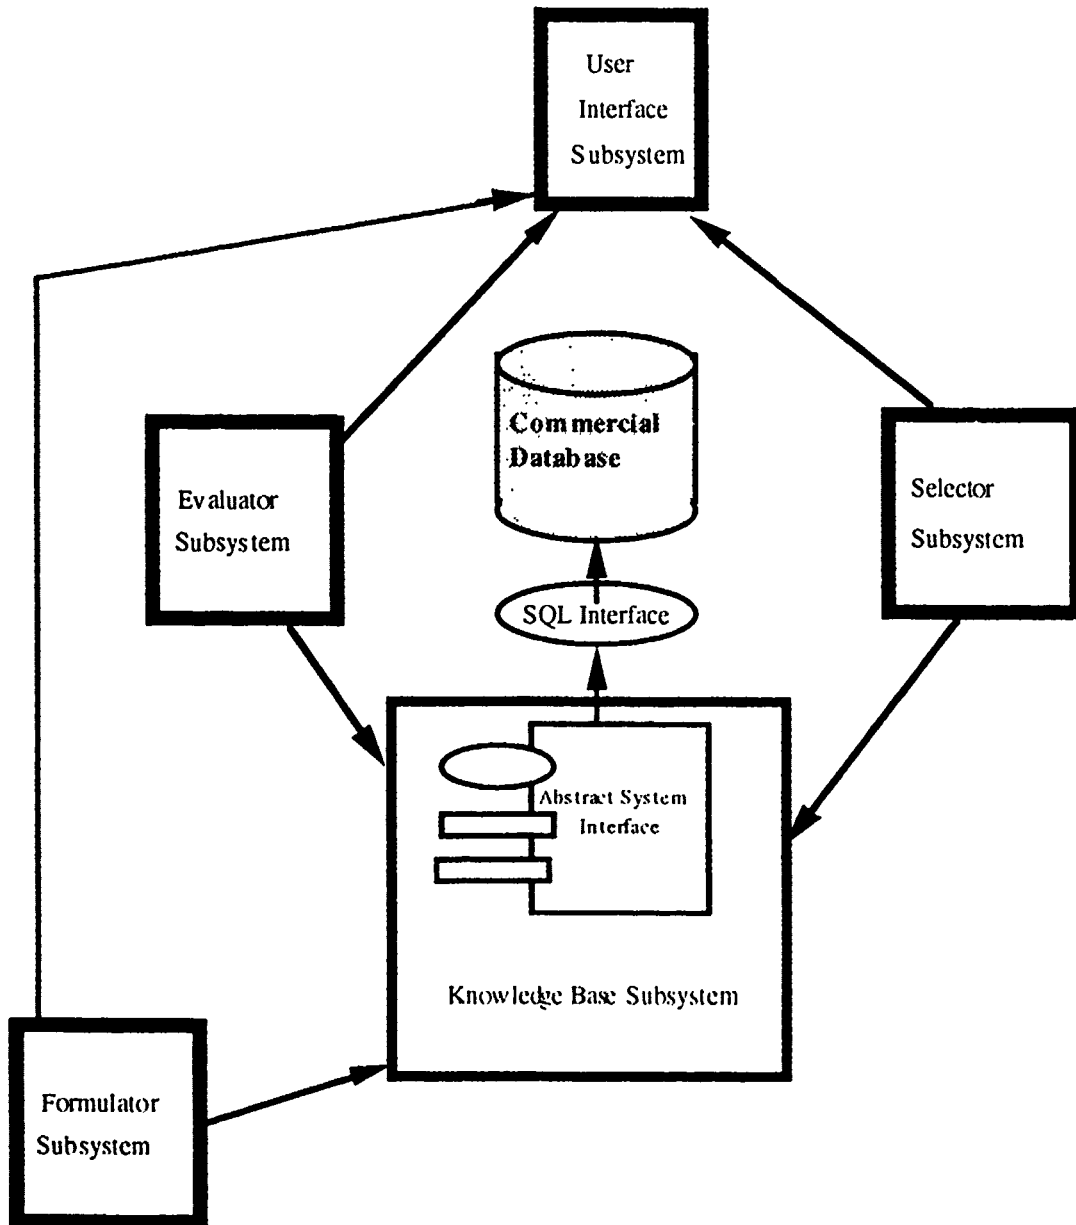 User
Interface
Subsystem
Commercial
Database
Evaluator
Subsystem
Selector
Subsystem
SQL Interface
Abstract System
Interface
Knowledge Base Subsystem
Formulator
Subsystem